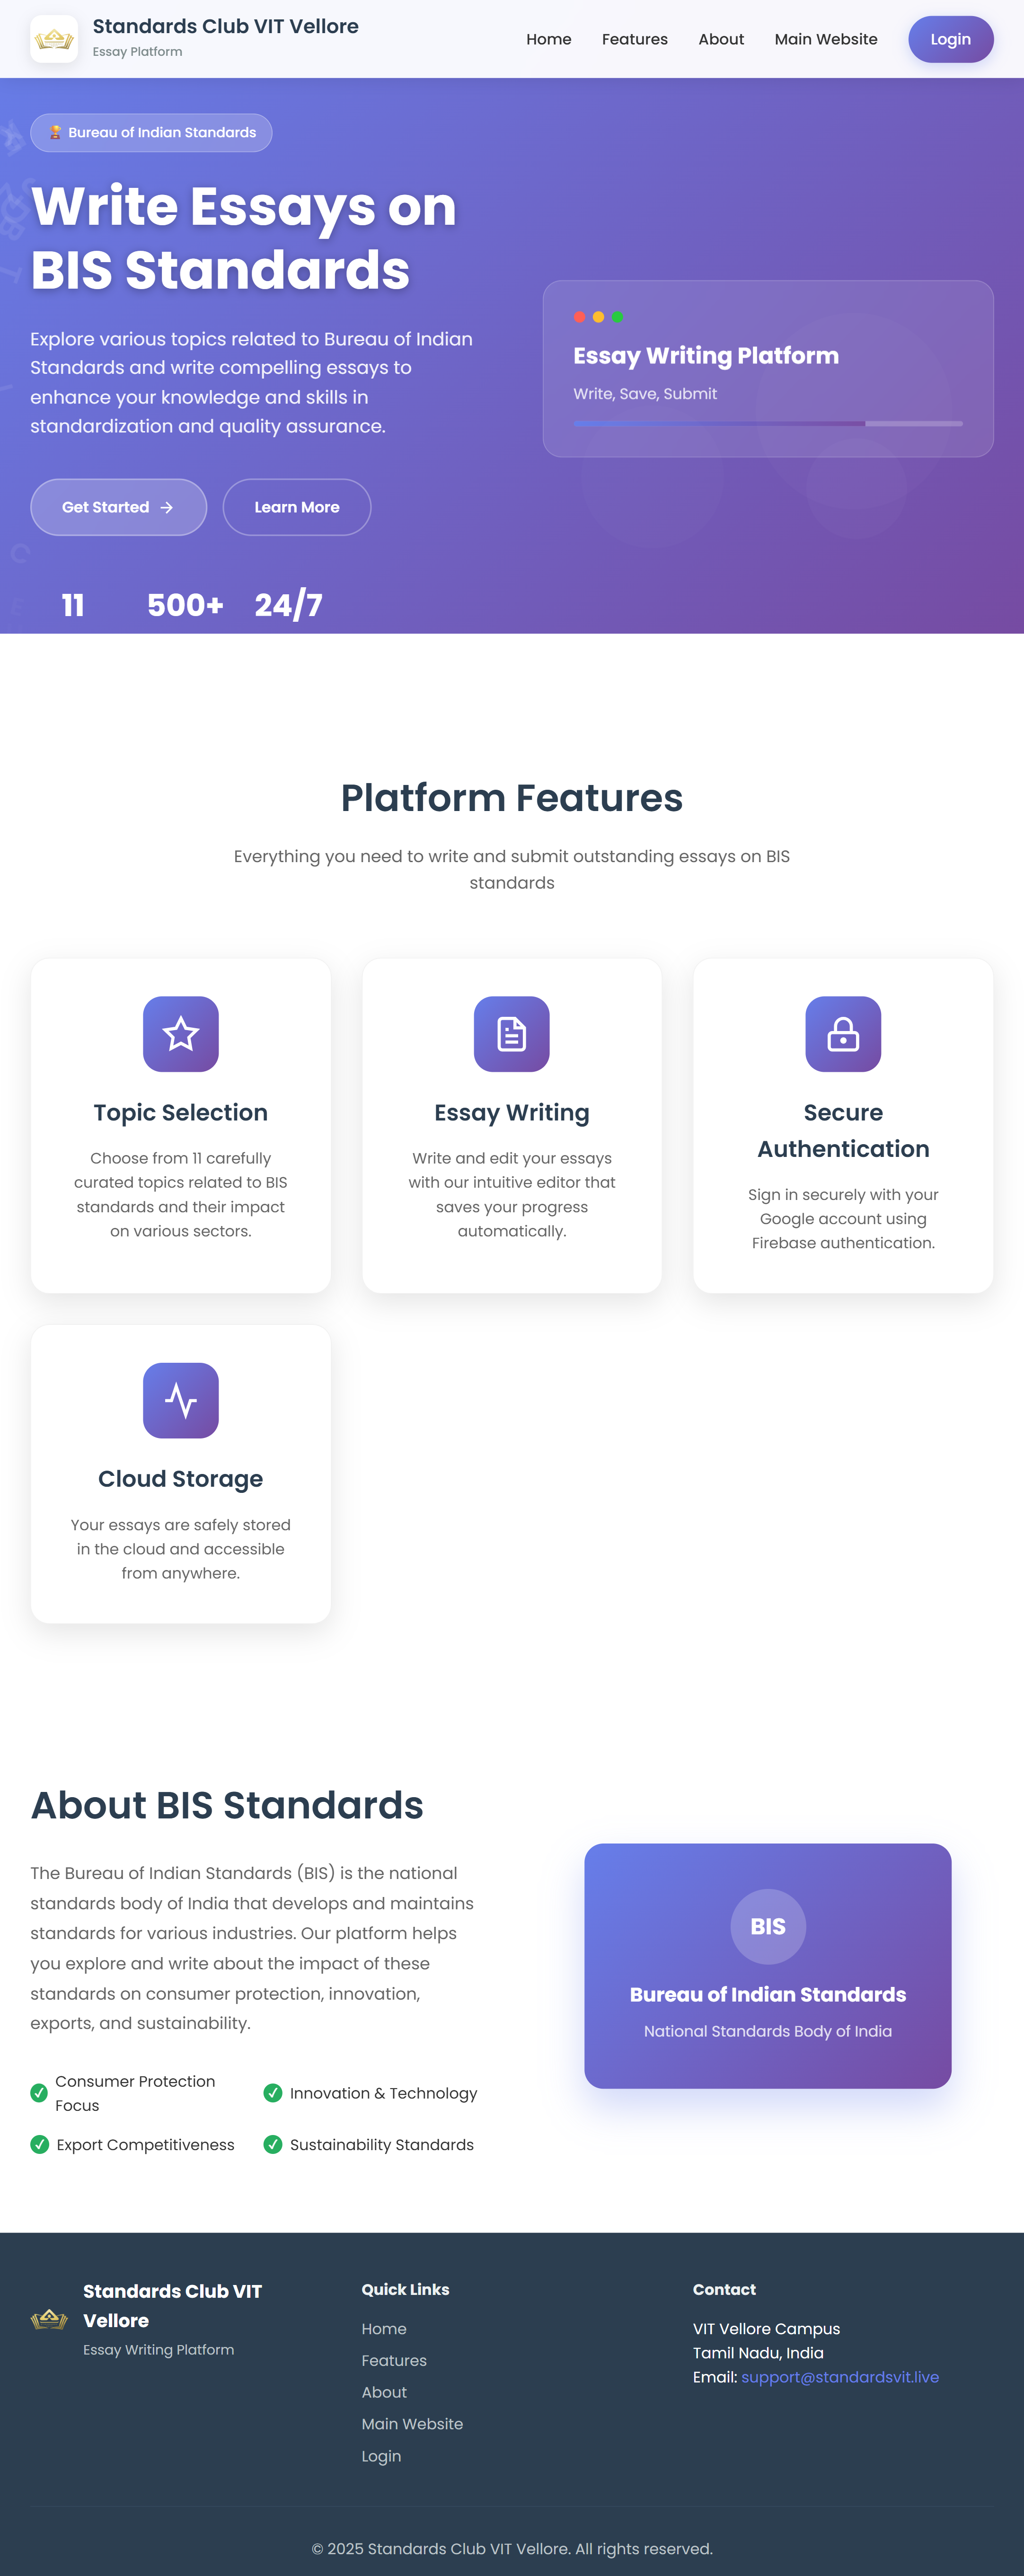 Standards Club VIT Vellore
Essay Platform
Home
Features
About
Main Website
Login
🏆 Bureau of Indian Standards
Write Essays on
BIS Standards
Explore various topics related to Bureau of Indian
Standards and write compelling essays to
enhance your knowledge and skills in
standardization and quality assurance.
Get Started →
Learn More
11
500+
24/7
Essay Writing Platform
Write, Save, Submit
Platform Features
Everything you need to write and submit outstanding essays on BIS
standards
Topic Selection
Choose from 11 carefully
curated topics related to BIS
standards and their impact
on various sectors.
Essay Writing
Write and edit your essays
with our intuitive editor that
saves your progress
automatically.
Secure
Authentication
Sign in securely with your
Google account using
Firebase authentication.
Cloud Storage
Your essays are safely stored
in the cloud and accessible
from anywhere.
About BIS Standards
The Bureau of Indian Standards (BIS) is the national
standards body of India that develops and maintains
standards for various industries. Our platform helps
you explore and write about the impact of these
standards on consumer protection, innovation,
exports, and sustainability.
Consumer Protection
Focus
Innovation & Technology
Export Competitiveness
Sustainability Standards
BIS
Bureau of Indian Standards
National Standards Body of India
Standards Club VIT
Vellore
Essay Writing Platform
Quick Links
Home
Features
About
Main Website
Login
Contact
VIT Vellore Campus
Tamil Nadu, India
Email: support@standardsvit.live
© 2025 Standards Club VIT Vellore. All rights reserved.